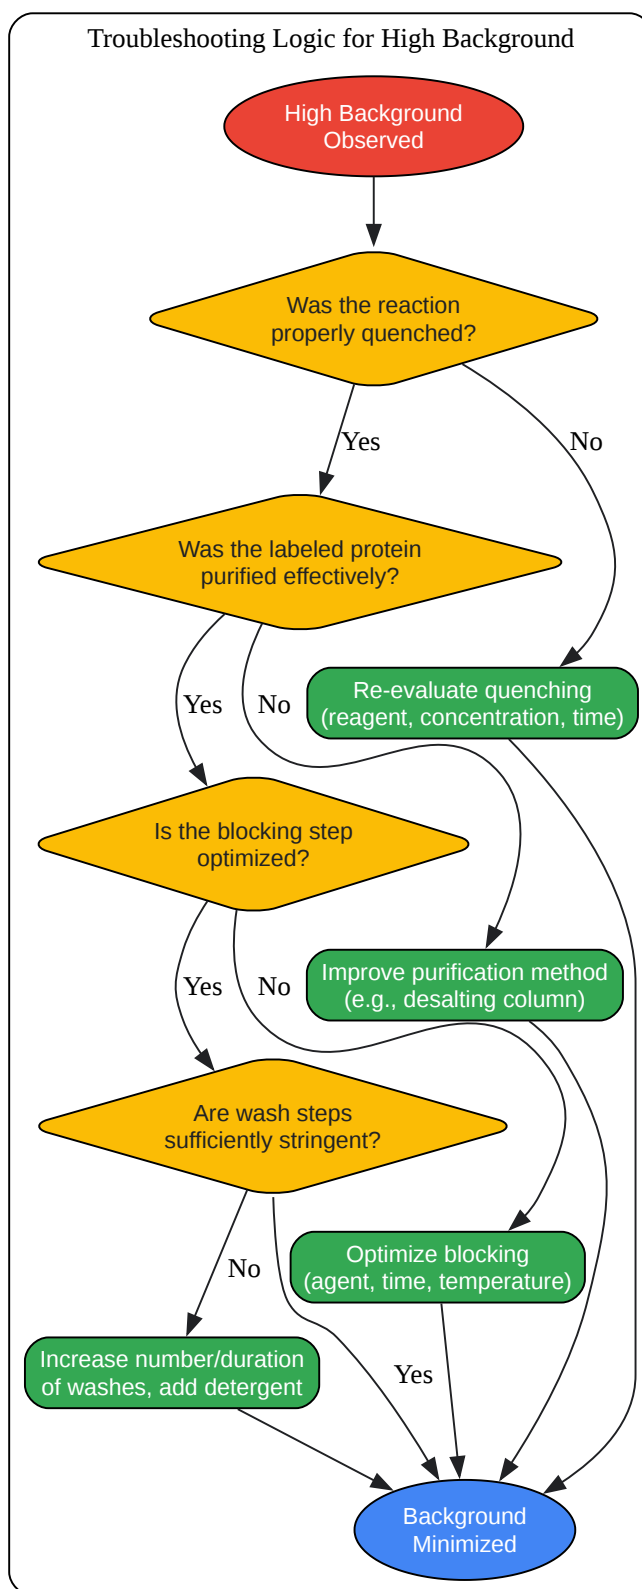 Troubleshooting Logic for High Background
High Background
Observed
Was the reaction
properly quenched?
Yes
No
Was the labeled protein
purified effectively?
Re-evaluate quenching
(reagent, concentration, time)
Yes
No
Is the blocking step
optimized?
Improve purification method
(e.g., desalting column)
Yes
No
Are wash steps
sufficiently stringent?
Optimize blocking
(agent, time, temperature)
No
Increase number/duration
of washes, add detergent
Yes
Background
Minimized